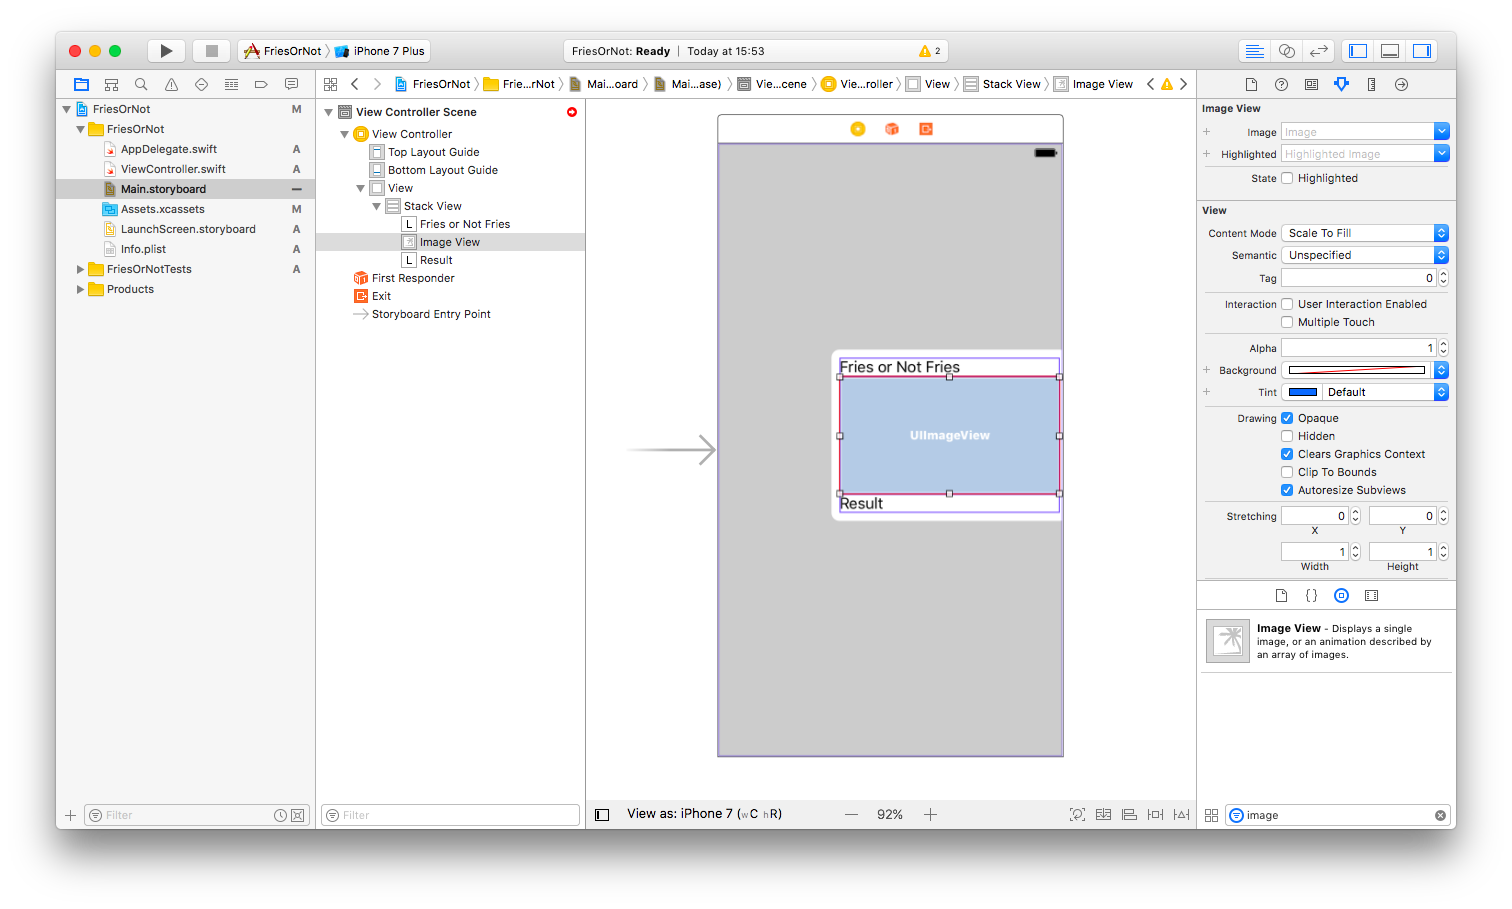 FriesOrNot
iPhone 7 Plus
FriesOrNot: Ready | Today at 15:53
2
FriesOrNot
Frie...rNot
Mai...oard
Mai...ase)
Vie...cene
Vie...roller
View
Stack View
Image View
FriesOrNot M
FriesOrNot
AppDelegate.swift A
ViewController.swift A
Main.storyboard
Assets.xcassets M
LaunchScreen.storyboard A
Info.plist A
FriesOrNotTests A
Products
Filter
View Controller Scene
View Controller
Top Layout Guide
Bottom Layout Guide
View
Stack View
L Fries or Not Fries
Image View
L Result
First Responder
Exit
Storyboard Entry Point
Filter
Fries or Not Fries
UIImageView
Result
View as: iPhone 7 (wC hR)
92%
Image View
Image Image
Highlighted Highlighted Image
State Highlighted
View
Content Mode Scale To Fill
Semantic Unspecified
Tag 0
Interaction User Interaction Enabled
Multiple Touch
Alpha 1
Background
Tint Default
Drawing Opaque
Hidden
Clears Graphics Context
Clip To Bounds
Autoresize Subviews
Stretching 0 0
X Y
1 1
Width Height
Image View - Displays a single
image, or an animation described by
an array of images.
image